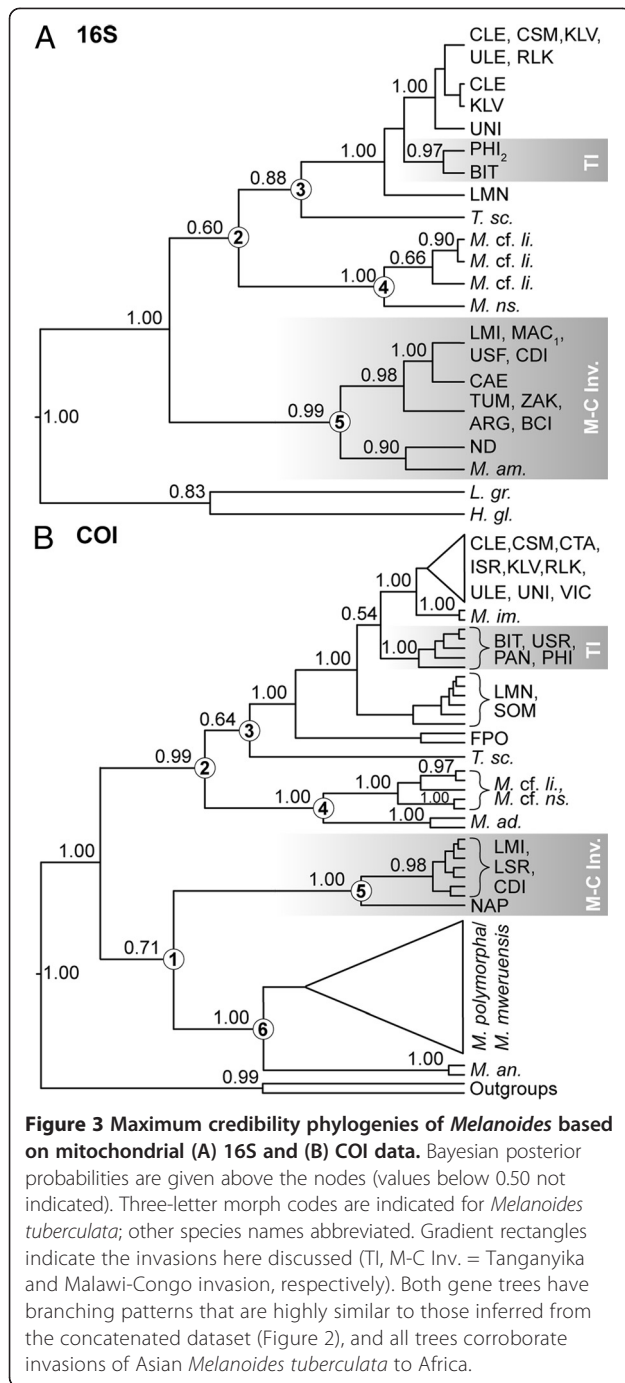 A 16S
CLE, CSM,KLV,
ULE, RLK
1.00
CLE
KLV
UNI
1.00
0.97
PHI2
BIT
TI
0.88
3
LMN
0.60
2
T. sc.
0.90
M. cf. li.
0.66
M. cf. li.
1.00
4
M. cf. li.
M. ns.
1.00
LMI, MAC1,
USF, CDI
1.00
0.98
CAE
TUM, ZAK,
ARG, BCI
0.99
5
0.90
ND
M. am.
M-C Inv.
1.00
0.83
L. gr.
H. gl.
B COI
CLE,CSM,CTA,
ISR,KLV,RLK,
ULE, UNI, VIC
1.00
1.00
M. im.
0.54
1.00
BIT, USR,
PAN, PHI
TI
1.00
LMN,
SOM
1.00
FPO
0.64
3
T. sc.
0.99
2
0.97
1.00
M. cf. li.,
1.00
M. cf. ns.
1.00
4
1.00
M. ad.
1.00
LMI,
LSR,
CDI
0.98
1.00
5
NAP
M-C Inv.
0.71
1
1.00
M. polymorphal
M. mweruensis
1.00
6
1.00
M. an.
0.99
Outgroups
Figure 3 Maximum credibility phylogenies of Melanoides based
on mitochondrial (A) 16S and (B) COI data. Bayesian posterior
probabilities are given above the nodes (values below 0.50 not
indicated). Three-letter morph codes are indicated for Melanoides
tuberculata; other species names abbreviated. Gradient rectangles
indicate the invasions here discussed (TI, M-C Inv. = Tanganyika
and Malawi-Congo invasion, respectively). Both gene trees have
branching patterns that are highly similar to those inferred from
the concatenated dataset (Figure 2), and all trees corroborate
invasions of Asian Melanoides tuberculata to Africa.